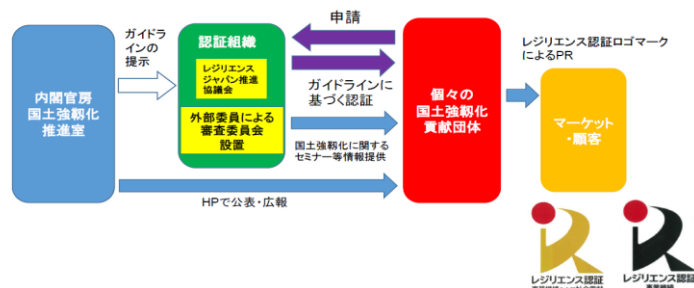 ガイドラ
インの
提示
内閣官房
国土強靱化
推進室
認証組織
レジリエンス
ジャパン推進
協議会
外部委員による
審査委員会
設置
申請
ガイドラインに
基づく認証
国土強靱化に関する
セミナー等情報提供
HPで公表・広報
個々の
国土強靱化
貢献団体
レジリエンス認証ロゴマーク
によるPR
マーケット
・顧客
レジリエンス認証
レジリエンス認証
事業継続